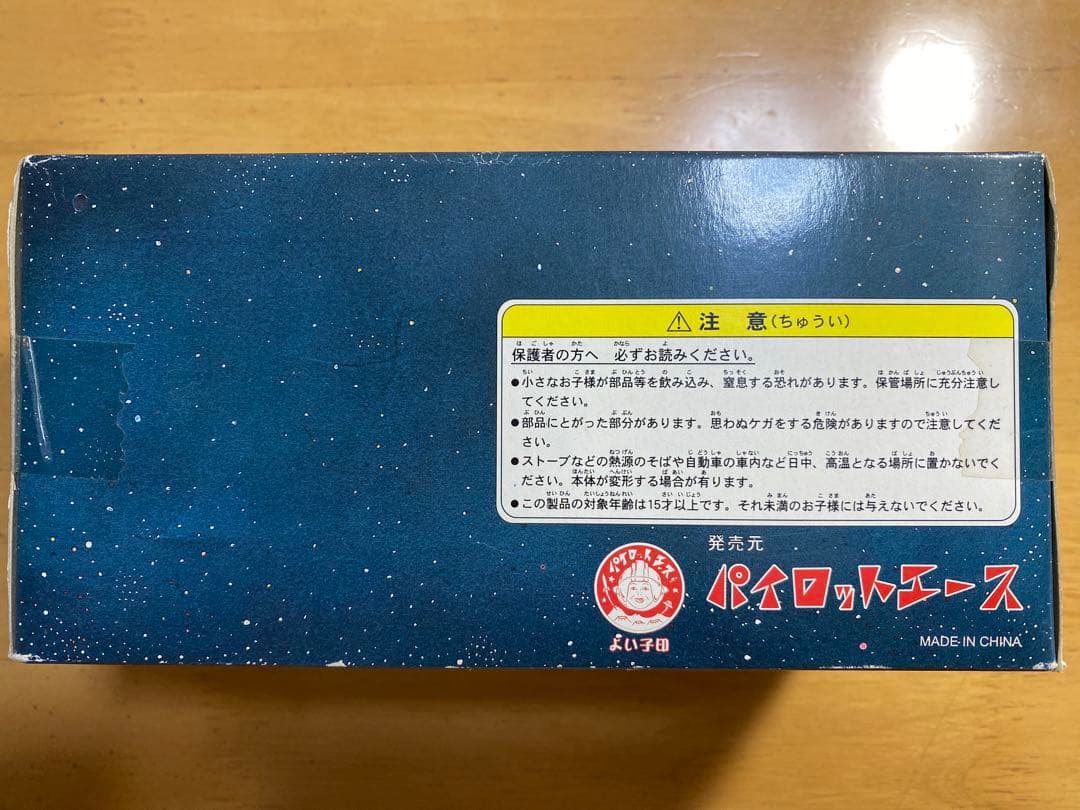 ⚠注 意(ちゅうい)
保護者の方へ 必ずお読みください。
●小さなお子様が部品等を飲み込み、窒息する恐れがあります。保管場所に充分注意し
てください。
●部品にとがった部分があります。思わぬケガをする危険がありますので注意してくだ
さい。
●ストーブなどの熱源のそばや自動車の車内など日中、高温となる場所に置かないでく
ださい。本体が変形する場合が有ります。
●この製品の対象年齢は15才以上です。それ未満のお子様には与えないでください。
発売元
パイロットエース
パイロットエース
よい子印
MADE IN CHINA